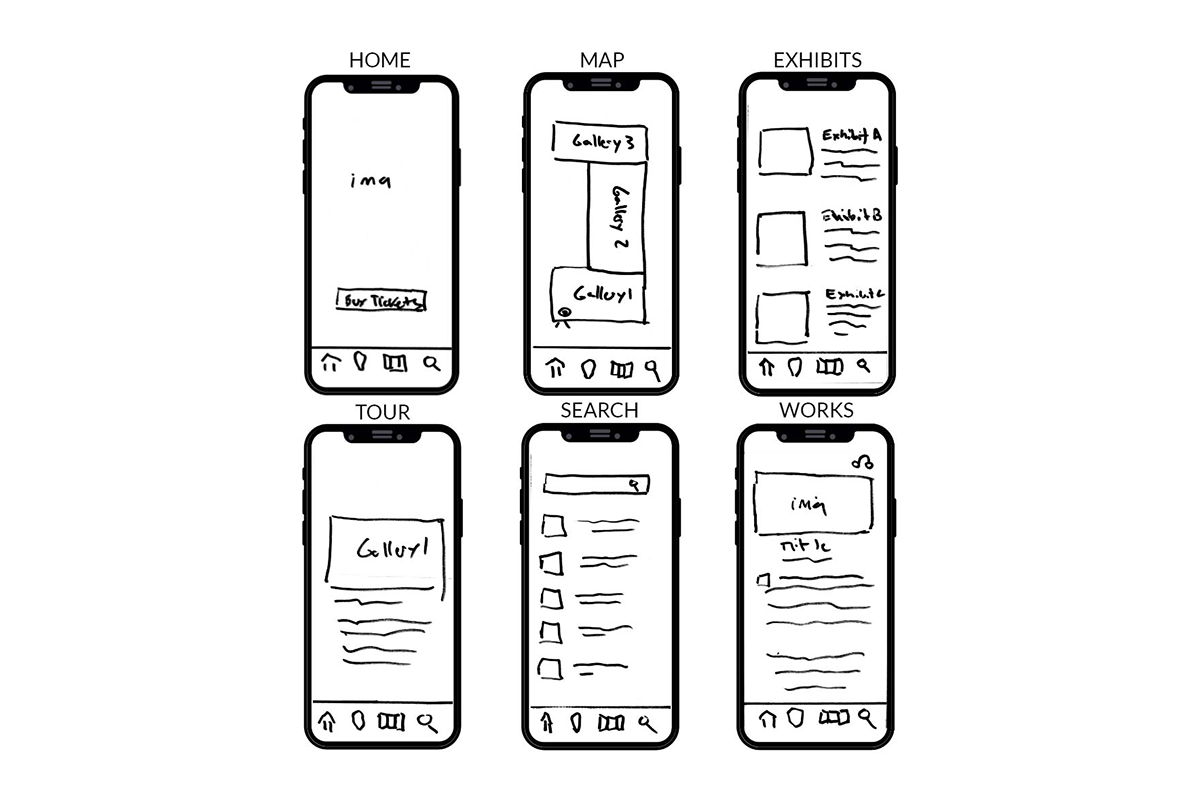 HOME
MAP
EXHIBITS
img
Buy Tickets
Gallery 3
Gallery 2
Gallery 1
Exhibit A
Exhibit B
Exhibit C
TOUR
SEARCH
WORKS
Gallery 1
img
Title